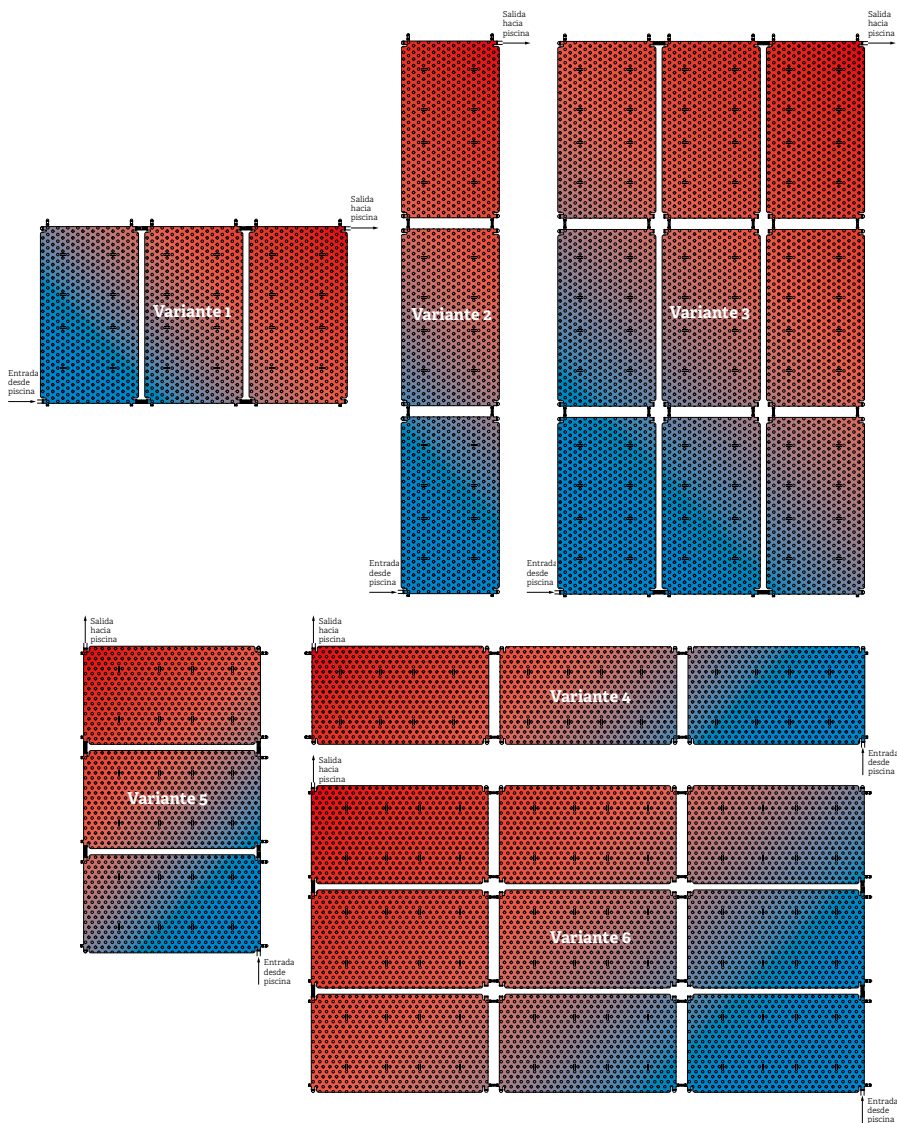 Salida
hacia
piscina
Salida
hacia
piscina
Salida
hacia
piscina
Variante 1
Variante 2
Variante 3
Entrada
desde
piscina
Entrada
desde
piscina
Entrada
desde
piscina
Salida
hacia
piscina
Salida
hacia
piscina
Variante 4
Entrada
desde
piscina
Salida
hacia
piscina
Variante 5
Variante 6
Entrada
desde
piscina
Entrada
desde
piscina